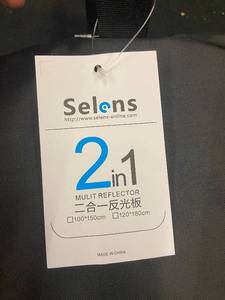 Selens
http://www.selens-online.com
2in1
MULIT REFLECTOR
二合一反光板
□100*150cm □120*180cm
MADE IN CHINA